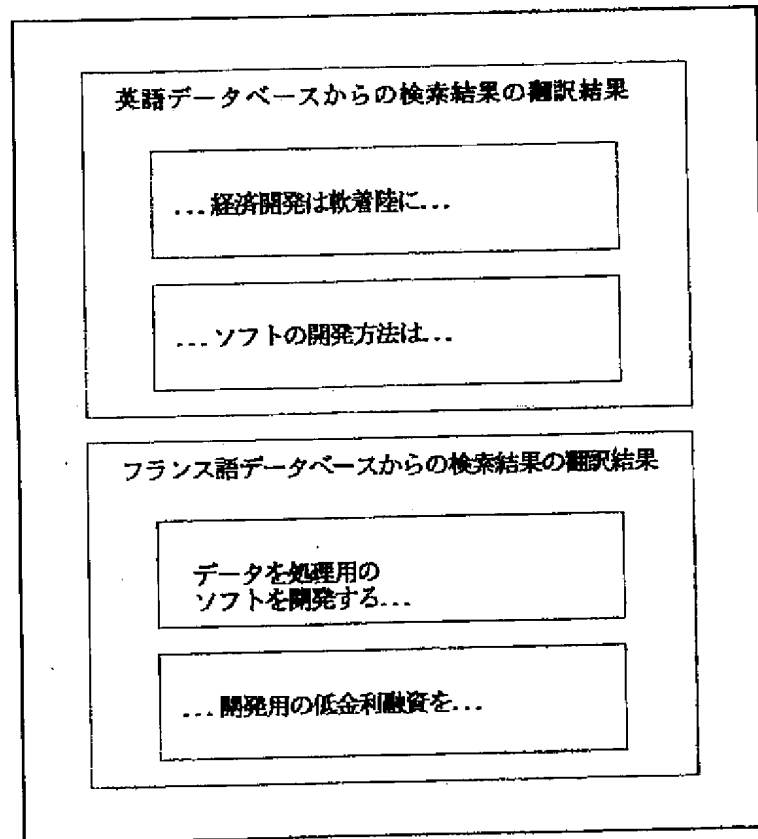 英語データベースからの検索結果の翻訳結果
...経済開発は軟着陸に...
...ソフトの開発方法は...
フランス語データベースからの検索結果の翻訳結果
データを処理用の
ソフトを開発する...
...開発用の低金利融資を...